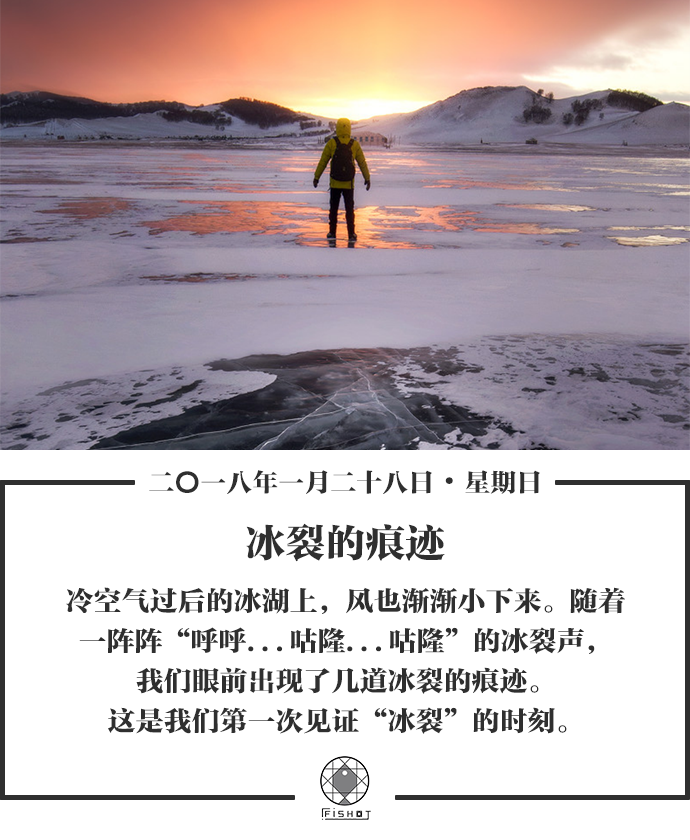 二〇一八年一月二十八日·星期日
冰裂的痕迹
冷空气过后的冰湖上，风也渐渐小下来。随着
一阵阵“呼呼...咕隆...咕隆”的冰裂声，
我们眼前出现了几道冰裂的痕迹。
这是我们第一次见证“冰裂”的时刻。
FiSHOT